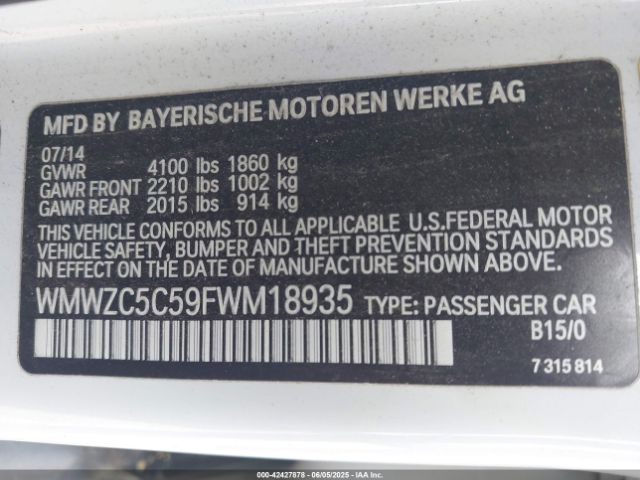 MFD BY BAYERISCHE MOTOREN WERKE AG
07/14
GVWR 4100 lbs 1860 kg
GAWR FRONT 2210 lbs 1002 kg
GAWR REAR 2015 lbs 914 kg
THIS VEHICLE CONFORMS TO ALL APPLICABLE U.S.FEDERAL MOTOR
VEHICLE SAFETY, BUMPER AND THEFT PREVENTION STANDARDS
IN EFFECT ON THE DATE OF MANUFACTURE SHOWN ABOVE.
WMWZC5C59FWM18935 TYPE: PASSENGER CAR
B15/0
7 315 814
000-42427878 - 06/05/2025 - IAA Inc.